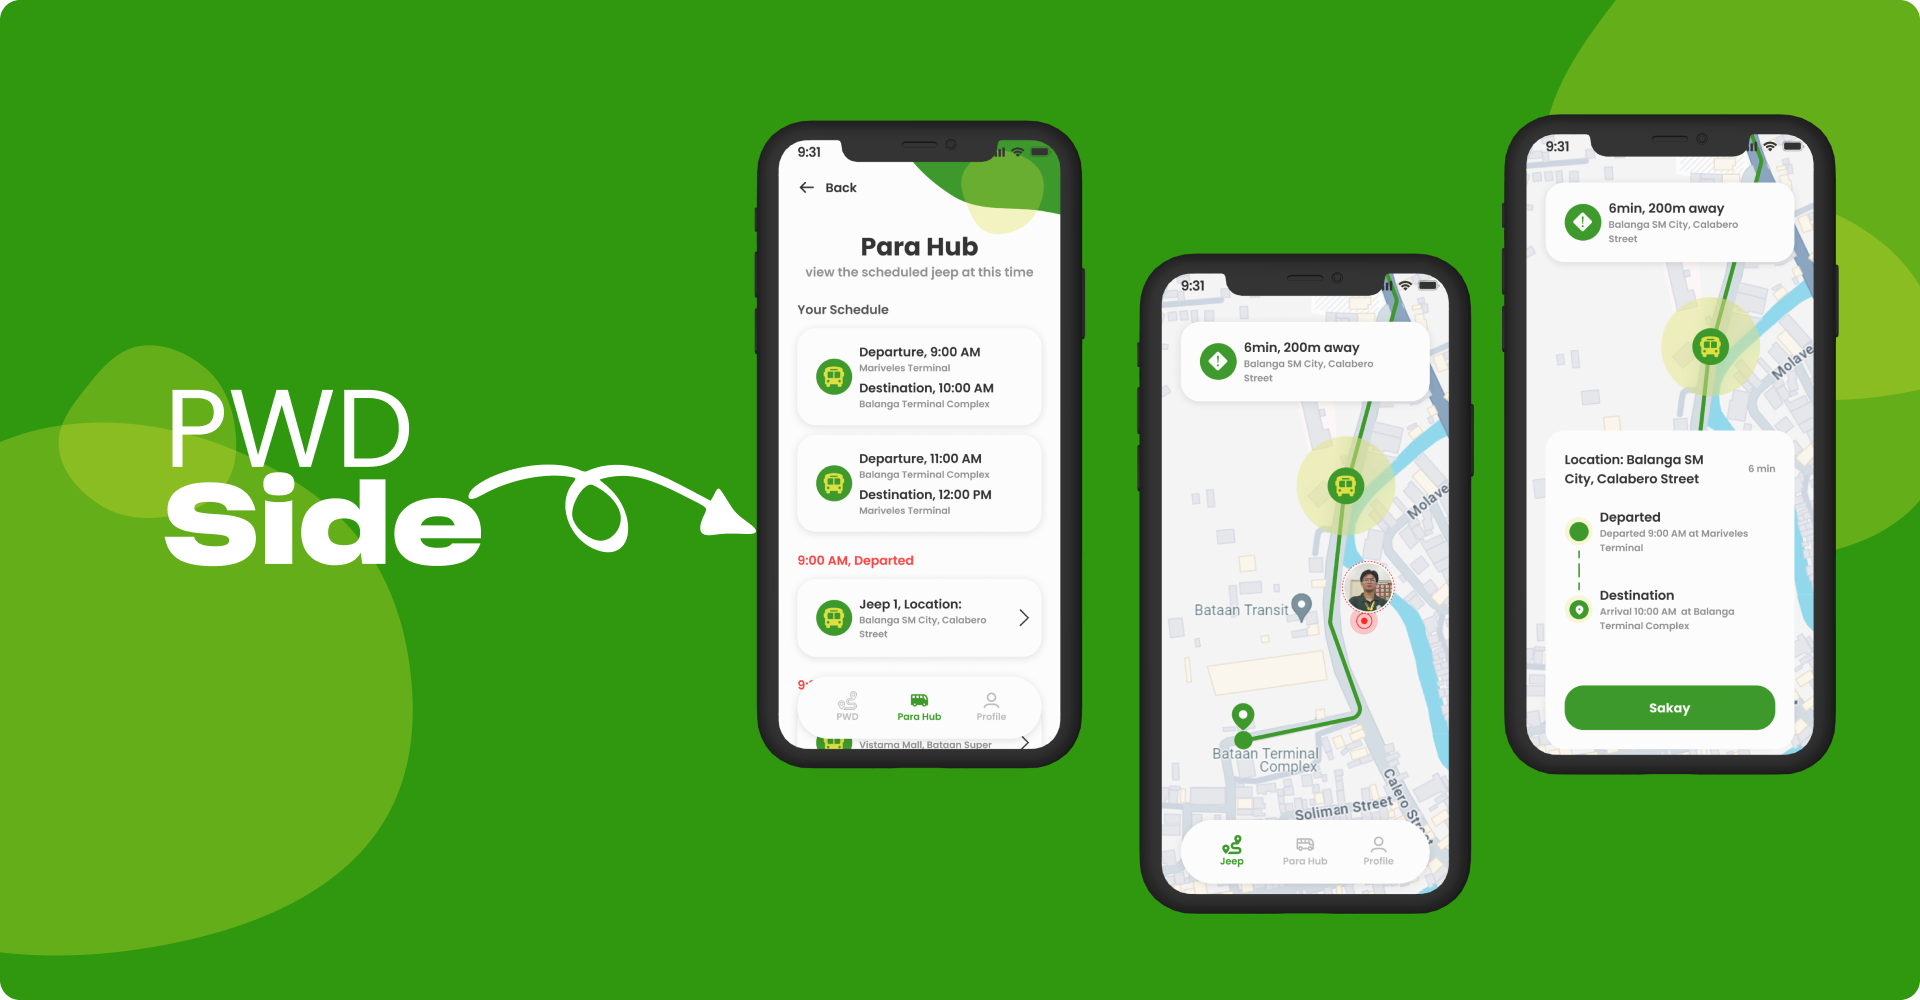 PWD
Side
9:31
Back
Para Hub
view the scheduled jeep at this time
Your Schedule
Departure, 9:00 AM
Mariveles Terminal
Destination, 10:00 AM
Balanga Terminal Complex
Departure, 11:00 AM
Balanga Terminal Complex
Destination, 12:00 PM
Mariveles Terminal
9:00 AM, Departed
Jeep 1, Location:
Balanga SM City, Calabero
Street
PWD
Para Hub
Profile
Vistama Mall, Bataan Super
9:31
6min, 200m away
Balanga SM City, Calabero
Street
Molave
Bataan Transit
Bataan Terminal
Complex
Calero Street
Soliman Street
Jeep
Para Hub
Profile
9:31
6min, 200m away
Balanga SM City, Calabero
Street
Molave
Location: Balanga SM
City, Calabero Street
6 min
Departed
Departed 9:00 AM at Mariveles
Terminal
Destination
Arrival 10:00 AM at Balanga
Terminal Complex
Sakay